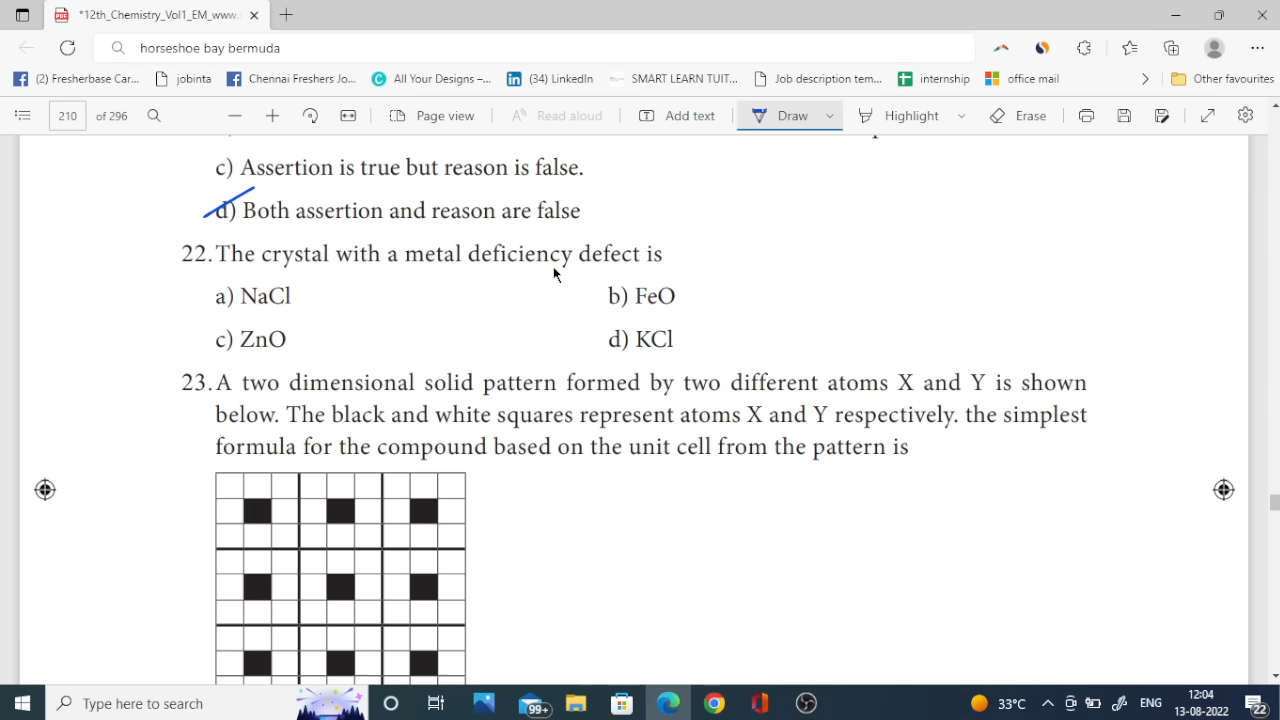 *12th_Chemistry_Vol1_EM_www.
horseshoe bay bermuda
(2) Fresherbase Car...
jobinta
Chennai Freshers Jo...
All Your Designs –...
(34) LinkedIn
SMART LEARN TUIT...
Job description tem...
internship
office mail
Other favourites
210 of 296
Page view
Read aloud
Add text
Draw
Highlight
Erase
c) Assertion is true but reason is false.
d) Both assertion and reason are false
22. The crystal with a metal deficiency defect is
a) NaCl b) FeO
c) ZnO d) KCl
23. A two dimensional solid pattern formed by two different atoms X and Y is shown
below. The black and white squares represent atoms X and Y respectively. the simplest
formula for the compound based on the unit cell from the pattern is
Type here to search
99+
33°C
ENG
12:04
13-08-2022
22